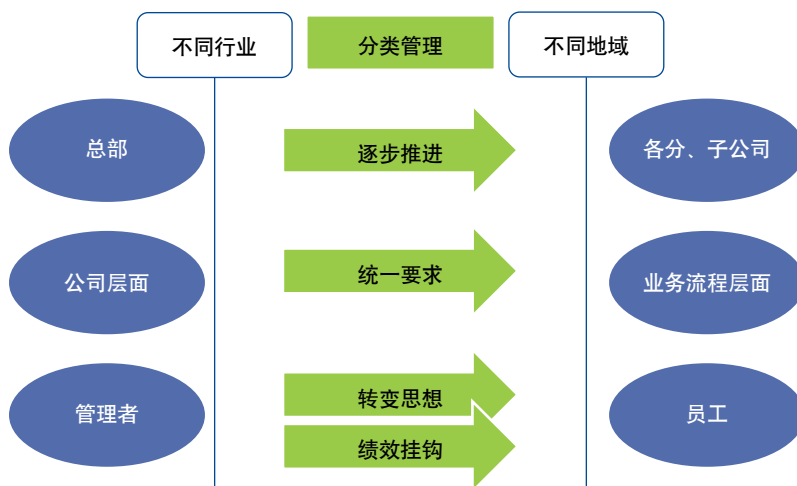 不同行业
分类管理
不同地域
总部
逐步推进
各分、子公司
公司层面
统一要求
业务流程层面
管理者
转变思想
员工
绩效挂钩